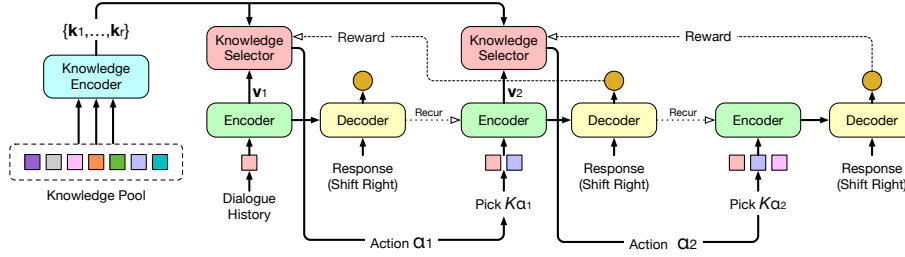 {k1,...,kr}
Knowledge
Encoder
Knowledge Pool
Knowledge
Selector
v1
Encoder
Dialogue
History
Reward
Decoder
Response
(Shift Right)
Action α1
Recur
Knowledge
Selector
v2
Encoder
Pick Kα1
Reward
Decoder
Response
(Shift Right)
Action α2
Recur
Encoder
Pick Kα2
Decoder
Response
(Shift Right)